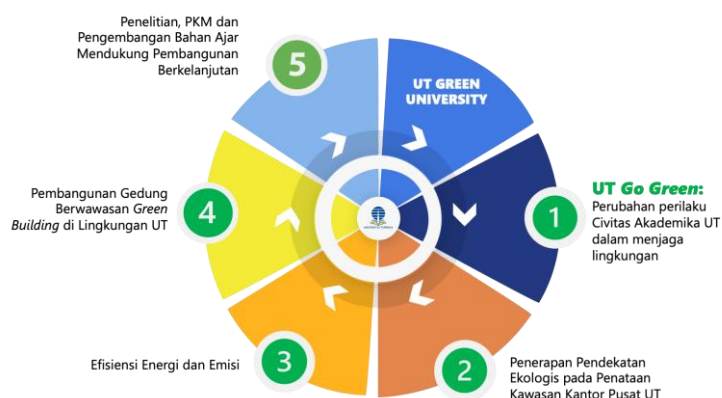 Penelitian, PKM dan
Pengembangan Bahan Ajar
Mendukung Pembangunan
Berkelanjutan
5
UT GREEN
UNIVERSITY
UT Go Green:
Perubahan perilaku
Civitas Akademika UT
dalam menjaga
lingkungan
1
Pembangunan Gedung
Berwawasan Green
Building di Lingkungan UT
4
Efisiensi Energi dan Emisi
3
2
Penerapan Pendekatan
Ekologis pada Penataan
Kawasan Kantor Pusat UT